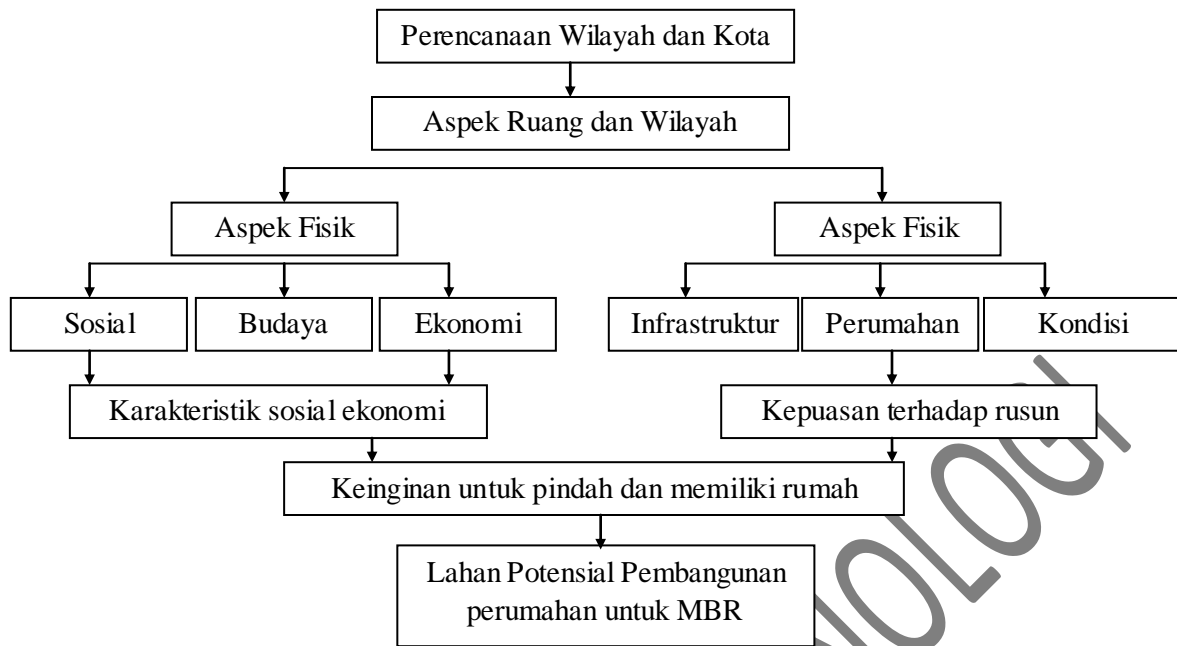 Perencanaan Wilayah dan Kota
Aspek Ruang dan Wilayah
Aspek Fisik
Aspek Fisik
Sosial
Budaya
Ekonomi
Infrastruktur
Perumahan
Kondisi
Karakteristik sosial ekonomi
Kepuasan terhadap rusun
Keinginan untuk pindah dan memiliki rumah
Lahan Potensial Pembangunan
perumahan untuk MBR
NOLOGI